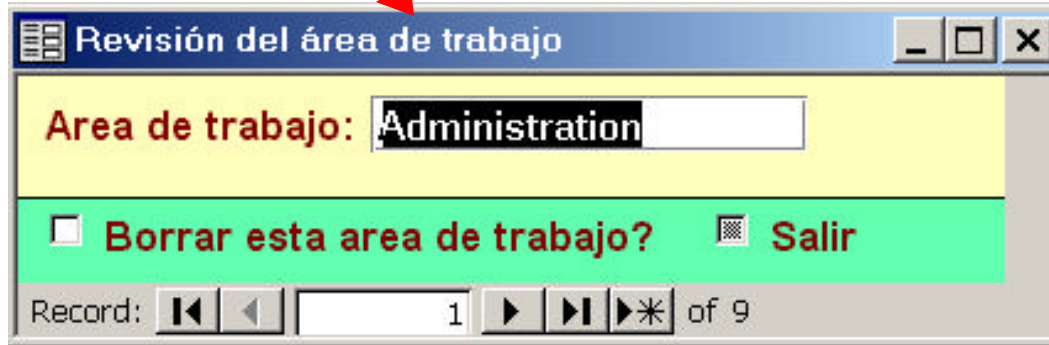 Revisión del área de trabajo
Area de trabajo: Administration
Borrar esta area de trabajo? Salir
Record: 1 of 9